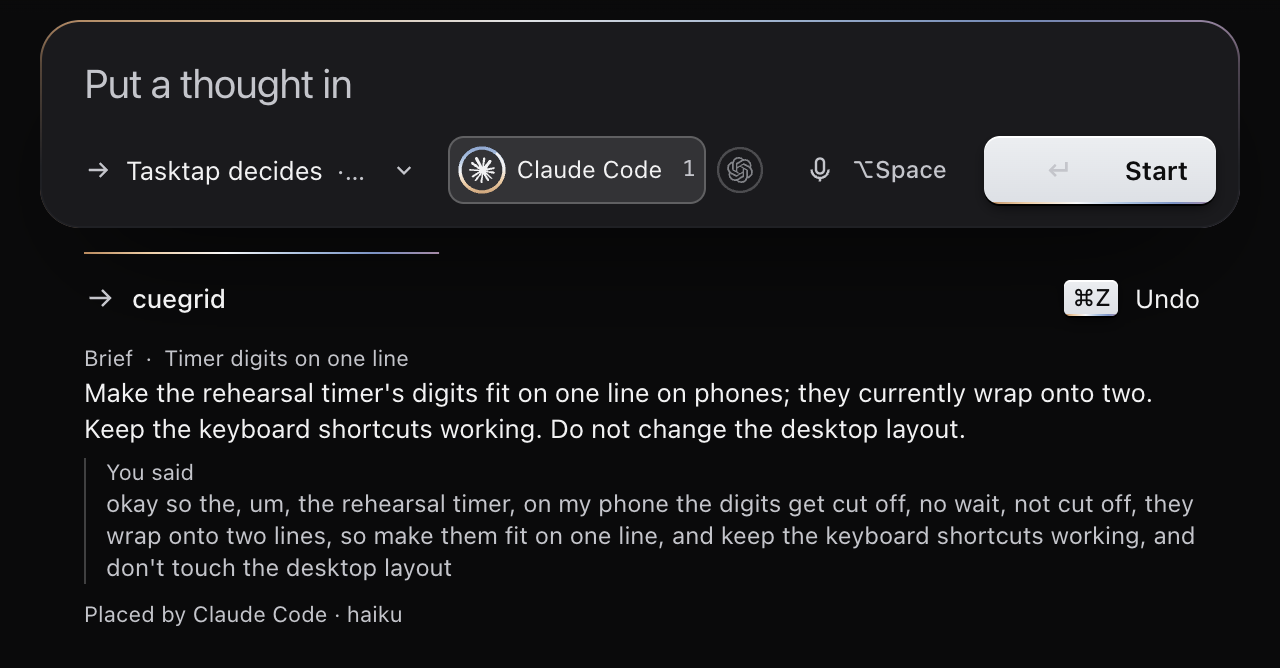 Put a thought in
→ Tasktap decides ·… Claude Code 1 ⌥Space ↵ Start
→ cuegrid ⌘Z Undo
Brief · Timer digits on one line
Make the rehearsal timer's digits fit on one line on phones; they currently wrap onto two.
Keep the keyboard shortcuts working. Do not change the desktop layout.
You said
okay so the, um, the rehearsal timer, on my phone the digits get cut off, no wait, not cut off, they
wrap onto two lines, so make them fit on one line, and keep the keyboard shortcuts working, and
don't touch the desktop layout
Placed by Claude Code · haiku